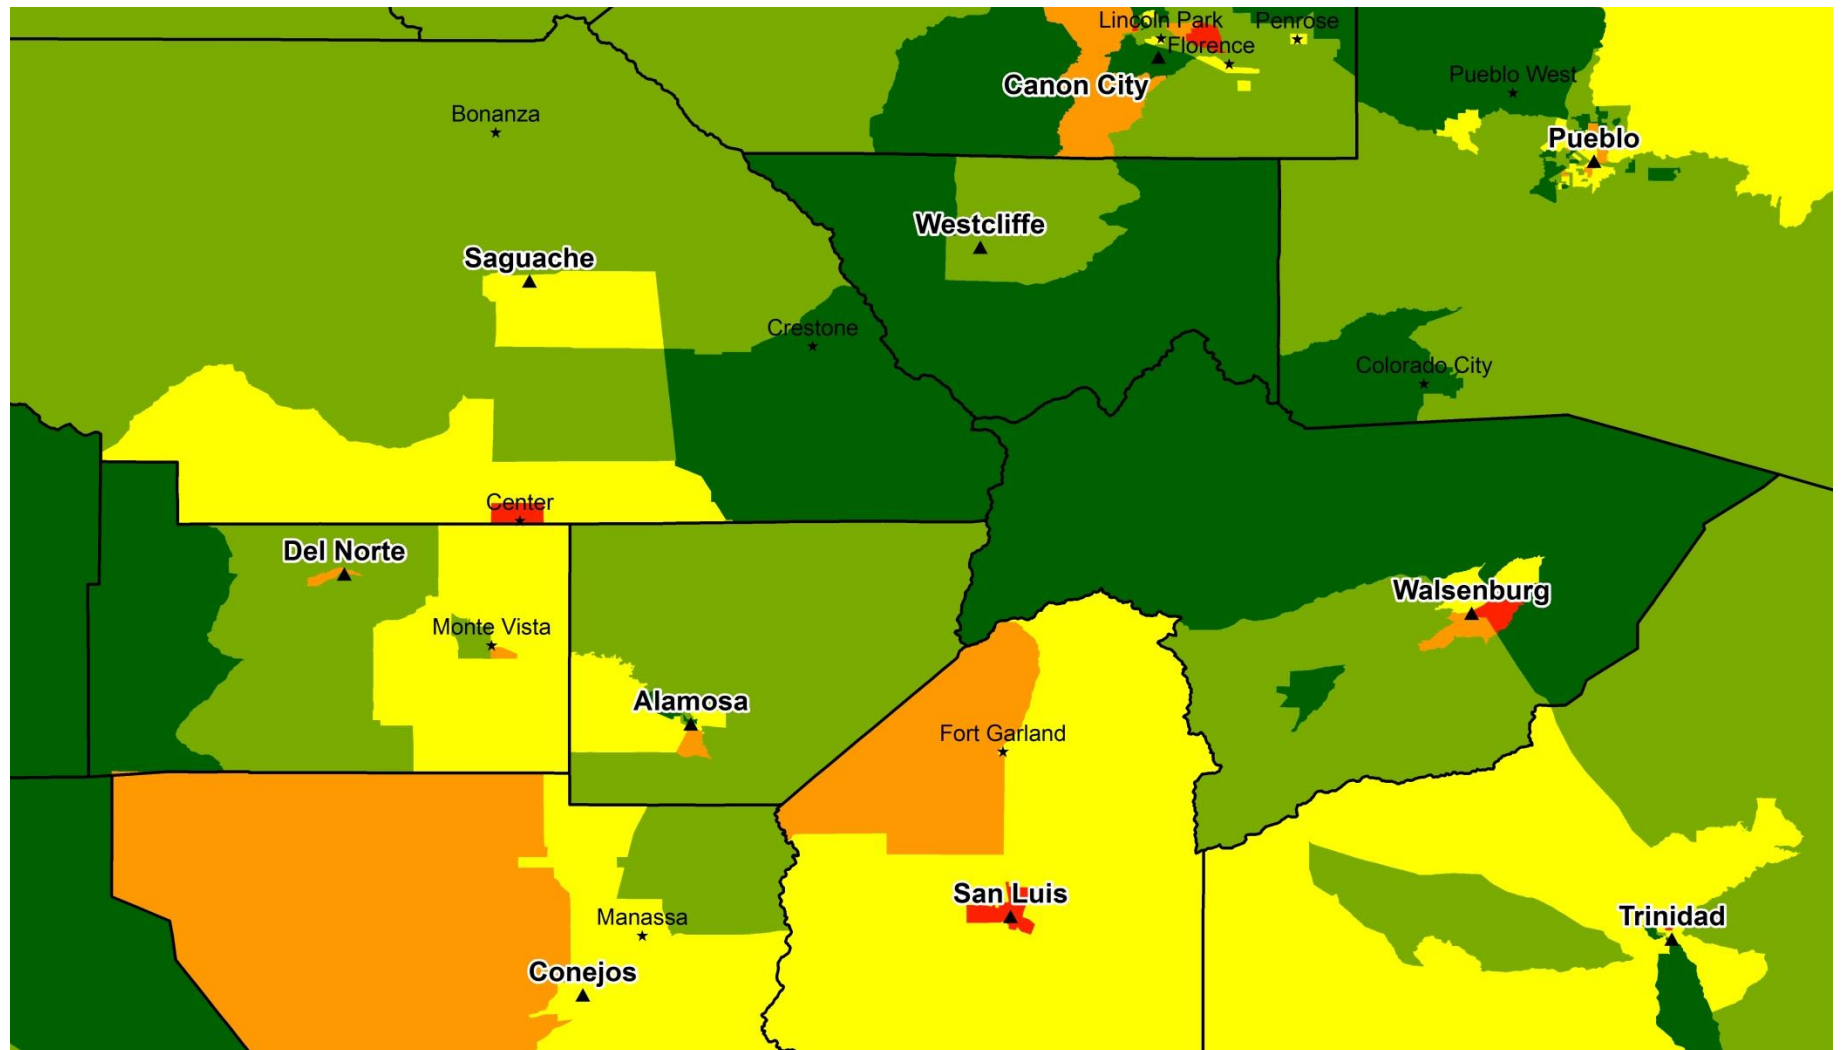 Lincoln Park
Penrose
Florence
Canon City
Pueblo West
Bonanza
Pueblo
Westcliffe
Saguache
Crestone
Colorado City
Center
Del Norte
Walsenburg
Monte Vista
Alamosa
Fort Garland
San Luis
Manassa
Trinidad
Conejos